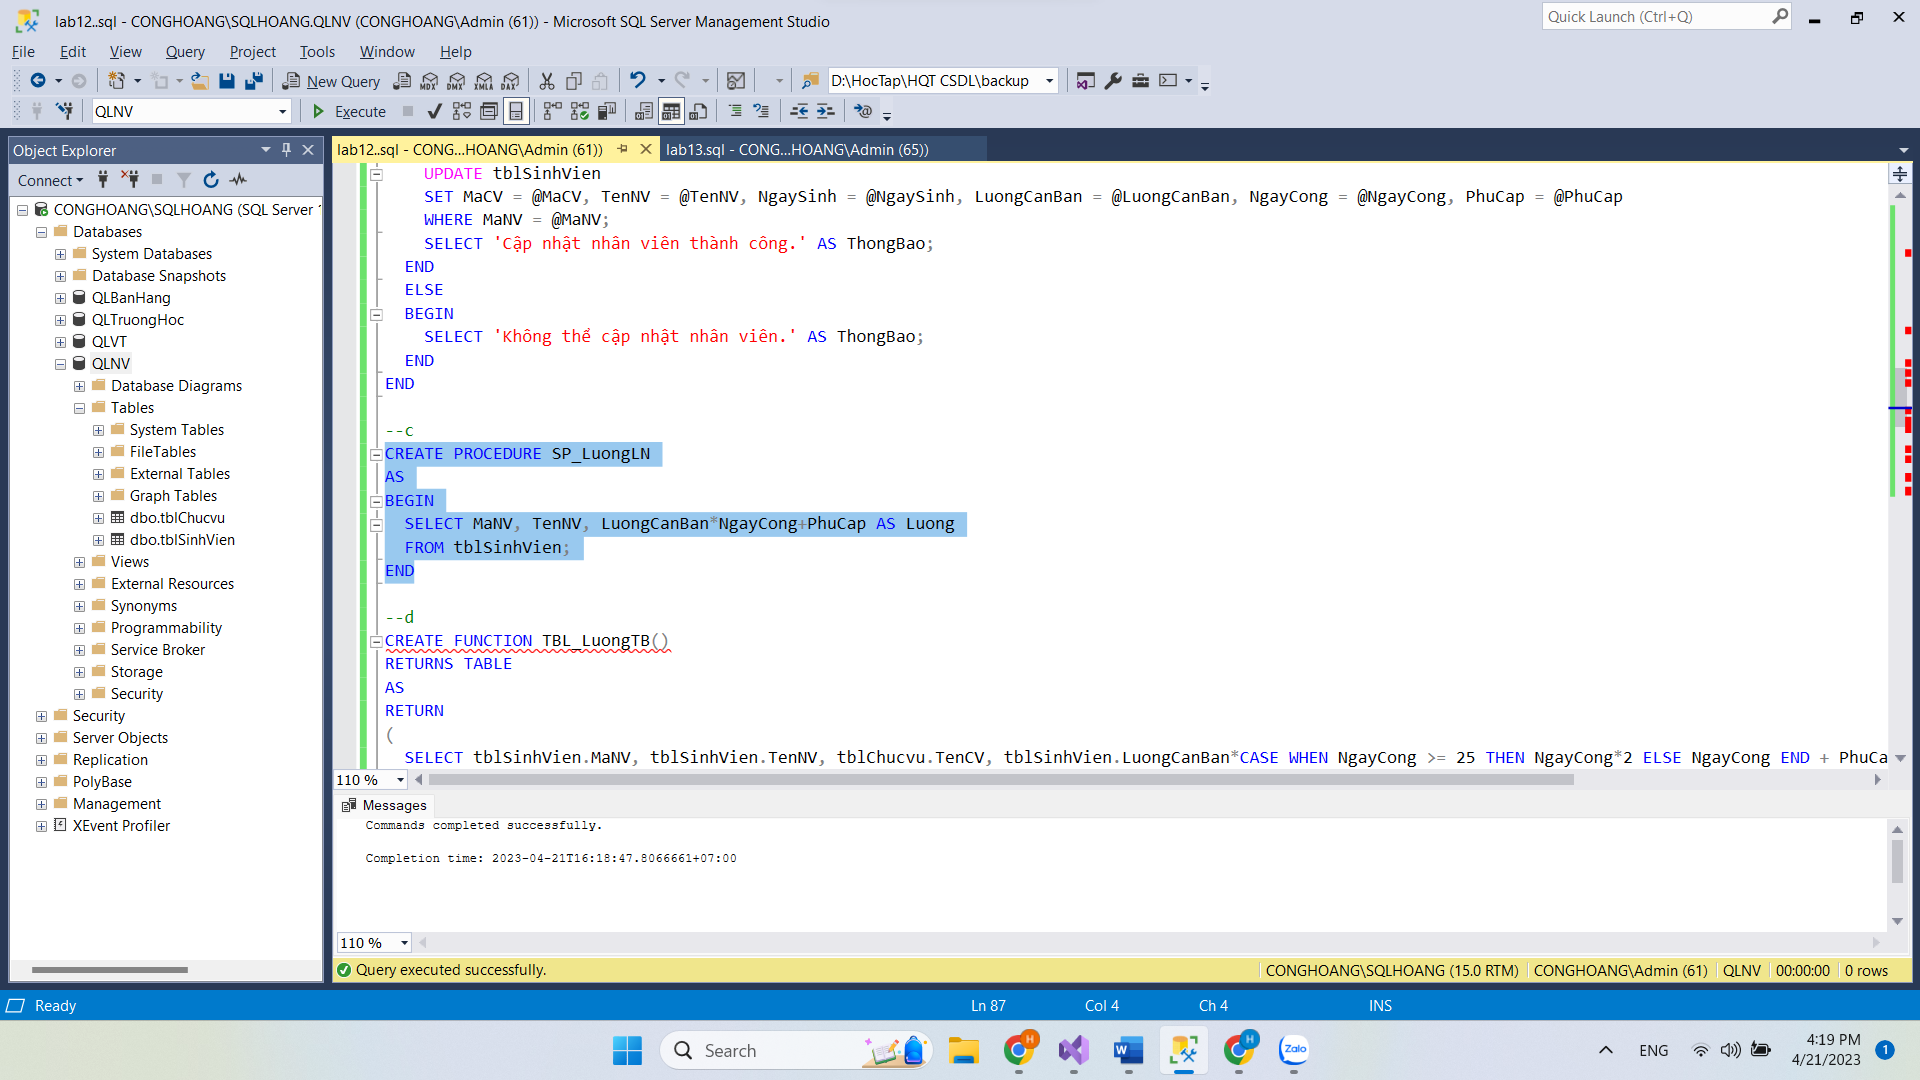 lab12..sql - CONGHOANG\SQLHOANG.QLNV (CONGHOANG\Admin (61)) - Microsoft SQL Server Management Studio
Quick Launch (Ctrl+Q)
File Edit View Query Project Tools Window Help
New Query
MDX DMX XMLA DAX
D:\HocTap\HQT CSDL\backup
QLNV
Execute
Object Explorer
lab12..sql - CONG...HOANG\Admin (61))
lab13.sql - CONG...HOANG\Admin (65))
Connect
CONGHOANG\SQLHOANG (SQL Server
Databases
System Databases
Database Snapshots
QLBanHang
QLTruongHoc
QLVT
QLNV
Database Diagrams
Tables
System Tables
FileTables
External Tables
Graph Tables
dbo.tblChucvu
dbo.tblSinhVien
Views
External Resources
Synonyms
Programmability
Service Broker
Storage
Security
Security
Server Objects
Replication
PolyBase
Management
XEvent Profiler
UPDATE tblSinhVien
SET MaCV = @MaCV, TenNV = @TenNV, NgaySinh = @NgaySinh, LuongCanBan = @LuongCanBan, NgayCong = @NgayCong, PhuCap = @PhuCap
WHERE MaNV = @MaNV;
SELECT 'Cập nhật nhân viên thành công.' AS ThongBao;
END
ELSE
BEGIN
SELECT 'Không thể cập nhật nhân viên.' AS ThongBao;
END
END
--c
CREATE PROCEDURE SP_LuongLN
AS
BEGIN
SELECT MaNV, TenNV, LuongCanBan*NgayCong+PhuCap AS Luong
FROM tblSinhVien;
END
--d
CREATE FUNCTION TBL_LuongTB()
RETURNS TABLE
AS
RETURN
(
SELECT tblSinhVien.MaNV, tblSinhVien.TenNV, tblChucvu.TenCV, tblSinhVien.LuongCanBan*CASE WHEN NgayCong >= 25 THEN NgayCong*2 ELSE NgayCong END + PhuCa
110 %
Messages
Commands completed successfully.
Completion time: 2023-04-21T16:18:47.8066661+07:00
110 %
Query executed successfully.
CONGHOANG\SQLHOANG (15.0 RTM) CONGHOANG\Admin (61) QLNV 00:00:00 0 rows
Ready
Ln 87 Col 4 Ch 4 INS
Search
H
W
H
Zalo
ENG
4:19 PM
4/21/2023
1